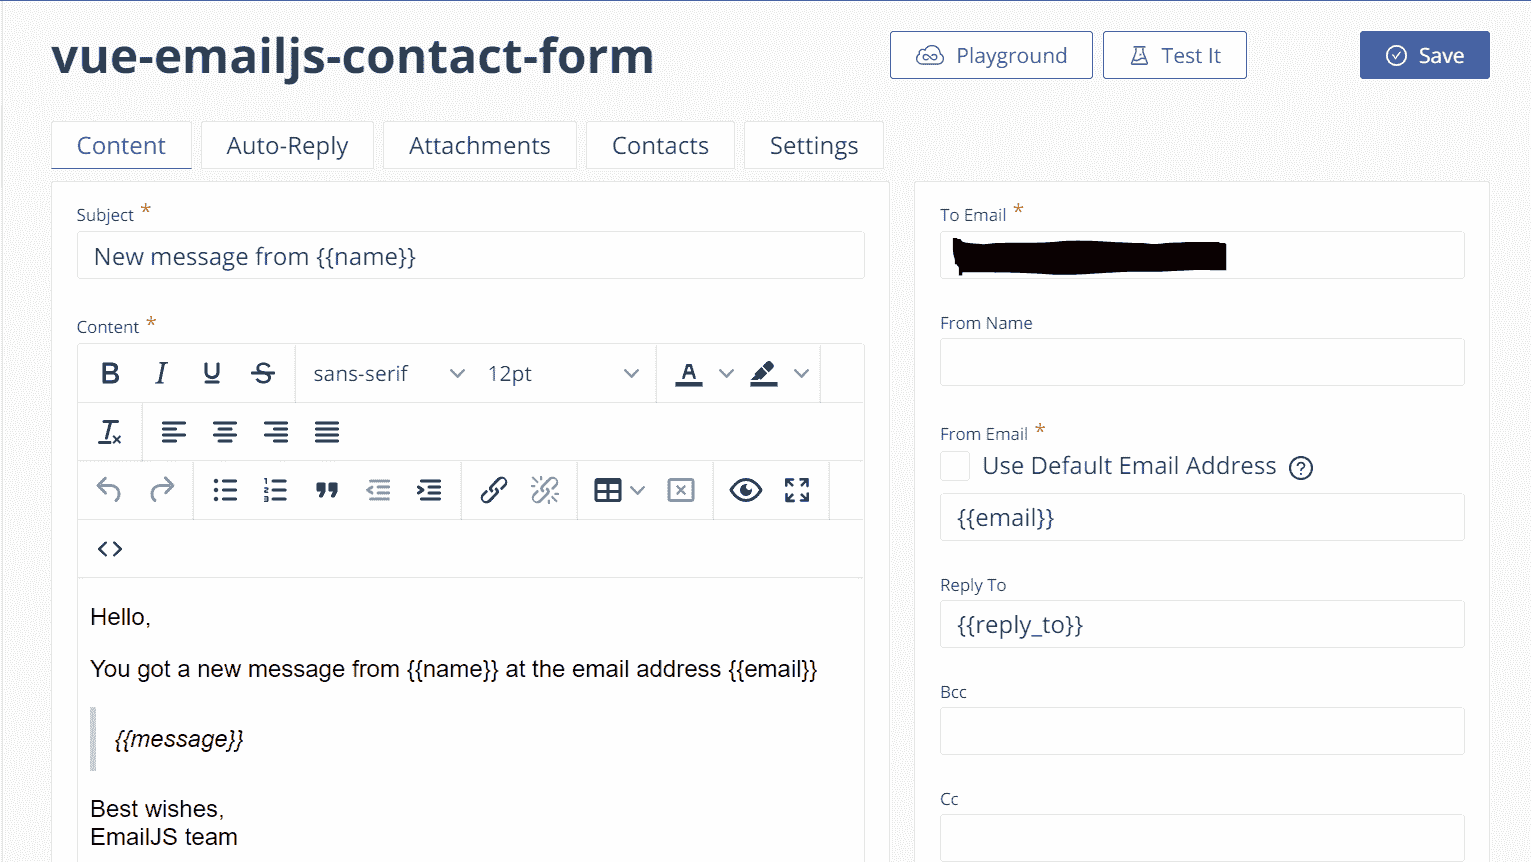 vue-emailjs-contact-form
Playground
Test It
Save
Content
Auto-Reply
Attachments
Contacts
Settings
Subject *
New message from {{name}}
Content *
B I U S sans-serif 12pt A
Hello,
You got a new message from {{name}} at the email address {{email}}
{{message}}
Best wishes,
EmailJS team
To Email *
From Name
From Email *
Use Default Email Address ?
{{email}}
Reply To
{{reply_to}}
Bcc
Cc